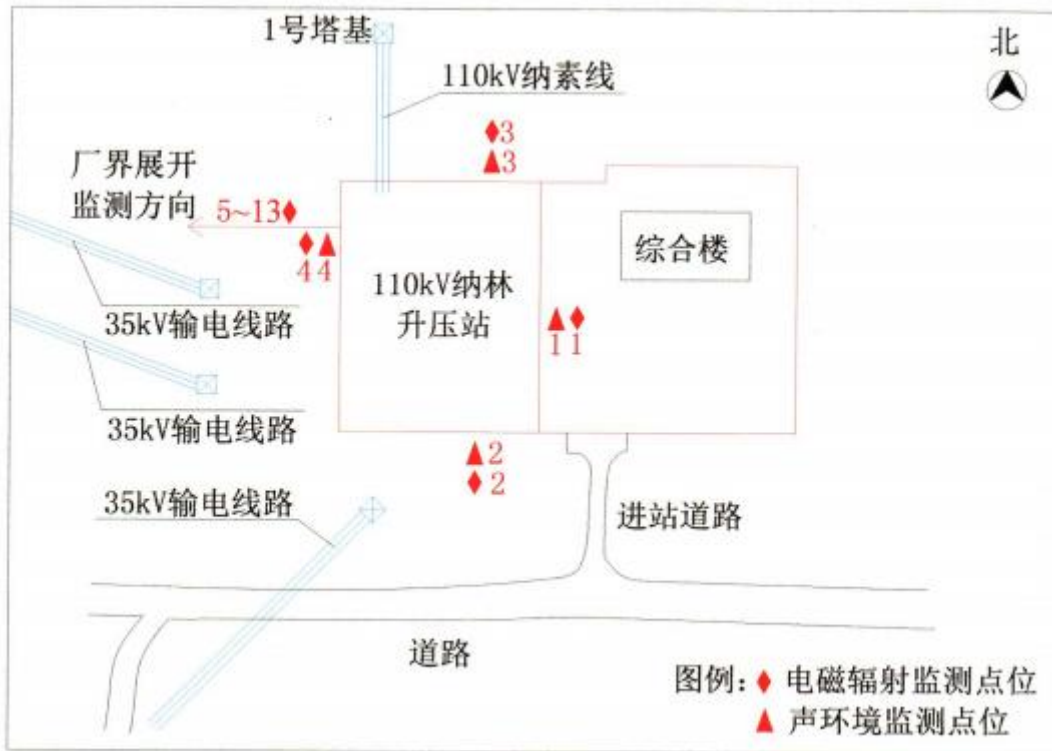 1号塔基
北
110kV纳素线
3
3
厂界展开
监测方向
5~13
4 4
综合楼
110kV纳林
升压站
35kV输电线路
1 1
35kV输电线路
2
2
35kV输电线路
进站道路
道路
图例：
电磁辐射监测点位
声环境监测点位